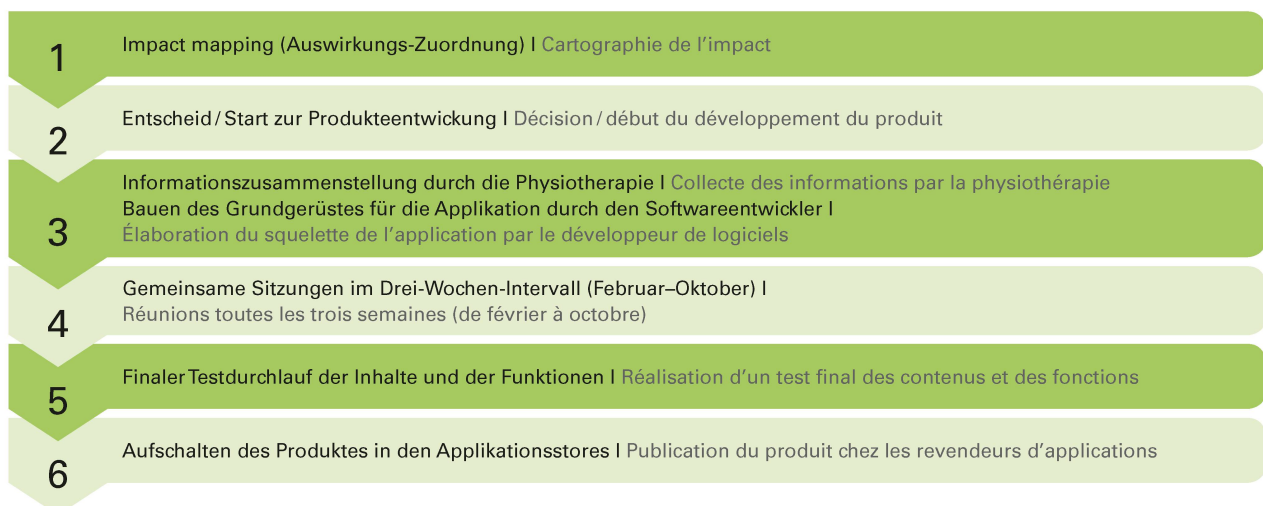 1
Impact mapping (Auswirkungs-Zuordnung) I Cartographie de l’impact
2
Entscheid / Start zur Produkteentwickung I Décision / début du développement du produit
3
Informationszusammenstellung durch die Physiotherapie I Collecte des informations par la physiothérapie
Bauen des Grundgerüstes für die Applikation durch den Softwareentwickler I
Élaboration du squelette de l’application par le développeur de logiciels
4
Gemeinsame Sitzungen im Drei-Wochen-Intervall (Februar–Oktober) I
Réunions toutes les trois semaines (de février à octobre)
5
Finaler Testdurchlauf der Inhalte und der Funktionen I Réalisation d’un test final des contenus et des fonctions
6
Aufschalten des Produktes in den Applikationsstores I Publication du produit chez les revendeurs d’applications